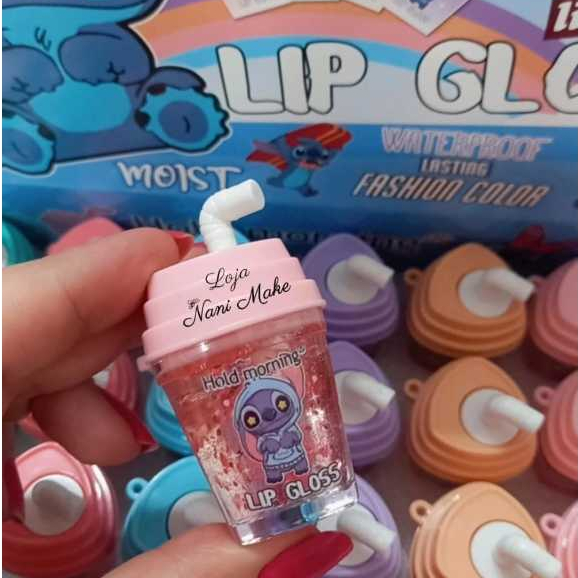 LIP GLO
WATERPROOF
LASTING
FASHION COLOR
MOIST
Loja
Nani Make
Hold morning
LIP GLOSS